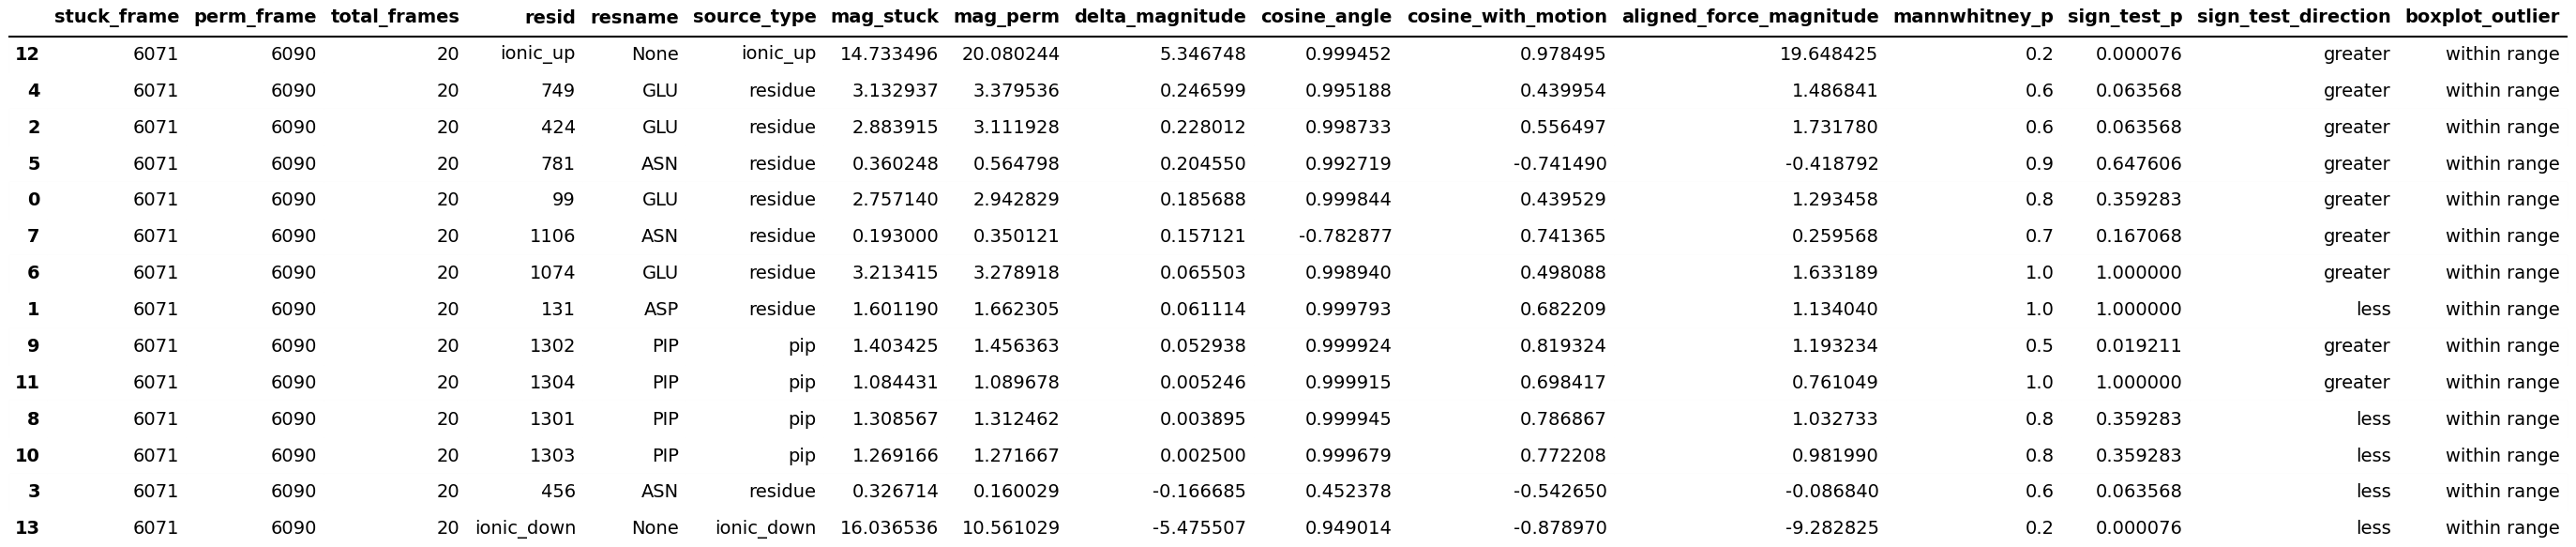 stuck_frame perm_frame total_frames resid resname source_type mag_stuck mag_perm delta_magnitude cosine_angle cosine_with_motion aligned_force_magnitude mannwhitney_p sign_test_p sign_test_direction boxplot_outlier
12 6071 6090 20 ionic_up None ionic_up 14.733496 20.080244 5.346748 0.999452 0.978495 19.648425 0.2 0.000076 greater within range
4 6071 6090 20 749 GLU residue 3.132937 3.379536 0.246599 0.995188 0.439954 1.486841 0.6 0.063568 greater within range
2 6071 6090 20 424 GLU residue 2.883915 3.111928 0.228012 0.998733 0.556497 1.731780 0.6 0.063568 greater within range
5 6071 6090 20 781 ASN residue 0.360248 0.564798 0.204550 0.992719 -0.741490 -0.418792 0.9 0.647606 greater within range
0 6071 6090 20 99 GLU residue 2.757140 2.942829 0.185688 0.999844 0.439529 1.293458 0.8 0.359283 greater within range
7 6071 6090 20 1106 ASN residue 0.193000 0.350121 0.157121 -0.782877 0.741365 0.259568 0.7 0.167068 greater within range
6 6071 6090 20 1074 GLU residue 3.213415 3.278918 0.065503 0.998940 0.498088 1.633189 1.0 1.000000 greater within range
1 6071 6090 20 131 ASP residue 1.601190 1.662305 0.061114 0.999793 0.682209 1.134040 1.0 1.000000 less within range
9 6071 6090 20 1302 PIP pip 1.403425 1.456363 0.052938 0.999924 0.819324 1.193234 0.5 0.019211 greater within range
11 6071 6090 20 1304 PIP pip 1.084431 1.089678 0.005246 0.999915 0.698417 0.761049 1.0 1.000000 greater within range
8 6071 6090 20 1301 PIP pip 1.308567 1.312462 0.003895 0.999945 0.786867 1.032733 0.8 0.359283 less within range
10 6071 6090 20 1303 PIP pip 1.269166 1.271667 0.002500 0.999679 0.772208 0.981990 0.8 0.359283 less within range
3 6071 6090 20 456 ASN residue 0.326714 0.160029 -0.166685 0.452378 -0.542650 -0.086840 0.6 0.063568 less within range
13 6071 6090 20 ionic_down None ionic_down 16.036536 10.561029 -5.475507 0.949014 -0.878970 -9.282825 0.2 0.000076 less within range